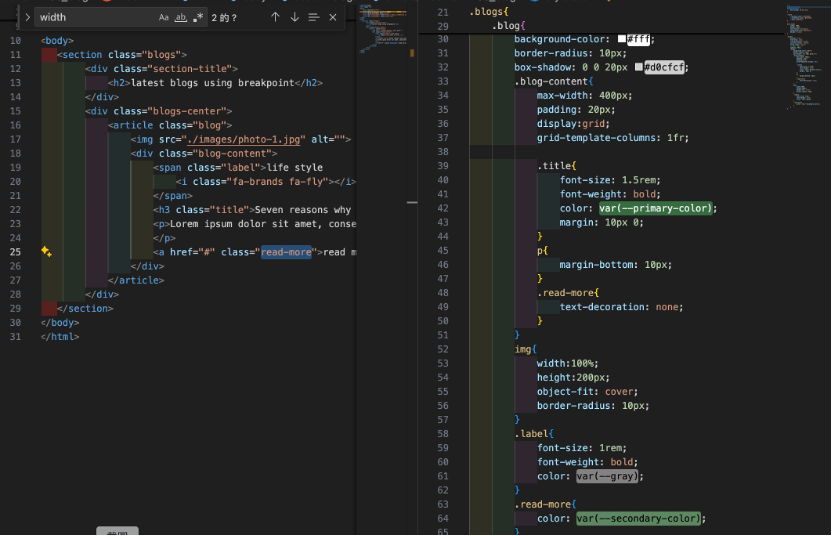 width
Aa
ab
.*
2 的?
10 <body>
11 <section class="blogs">
12 <div class="section-title">
13 <h2>latest blogs using breakpoint</h2>
14 </div>
15 <div class="blogs-center">
16 <article class="blog">
17 <img src="./images/photo-1.jpg" alt="">
18 <div class="blog-content">
19 <span class="label">life style
20 <i class="fa-brands fa-fly"></i>
21 </span>
22 <h3 class="title">Seven reasons why
23 <p>Lorem ipsum dolor sit amet, conse
24 </p>
25 <a href="#" class="read-more">read m
26 </div>
27 </article>
28 </div>
29 </section>
30 </body>
31 </html>
21 .blogs{
29 .blog{
30 background-color: #fff;
31 border-radius: 10px;
32 box-shadow: 0 0 20px #d0cfcf;
33 .blog-content{
34 max-width: 400px;
35 padding: 20px;
36 display:grid;
37 grid-template-columns: 1fr;
38
39 .title{
40 font-size: 1.5rem;
41 font-weight: bold;
42 color: var(--primary-color);
43 margin: 10px 0;
44 }
45 p{
46 margin-bottom: 10px;
47 }
48 .read-more{
49 text-decoration: none;
50 }
51 }
52 img{
53 width:100%;
54 height:200px;
55 object-fit: cover;
56 border-radius: 10px;
57 }
58 .label{
59 font-size: 1rem;
60 font-weight: bold;
61 color: var(--gray);
62 }
63 .read-more{
64 color: var(--secondary-color);
65 }